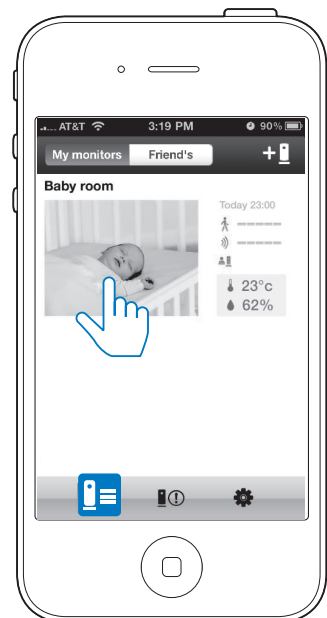 AT&T 3:19 PM 90%
My monitors Friend's +
Baby room
Today 23:00
-----
-----
23°c
62%